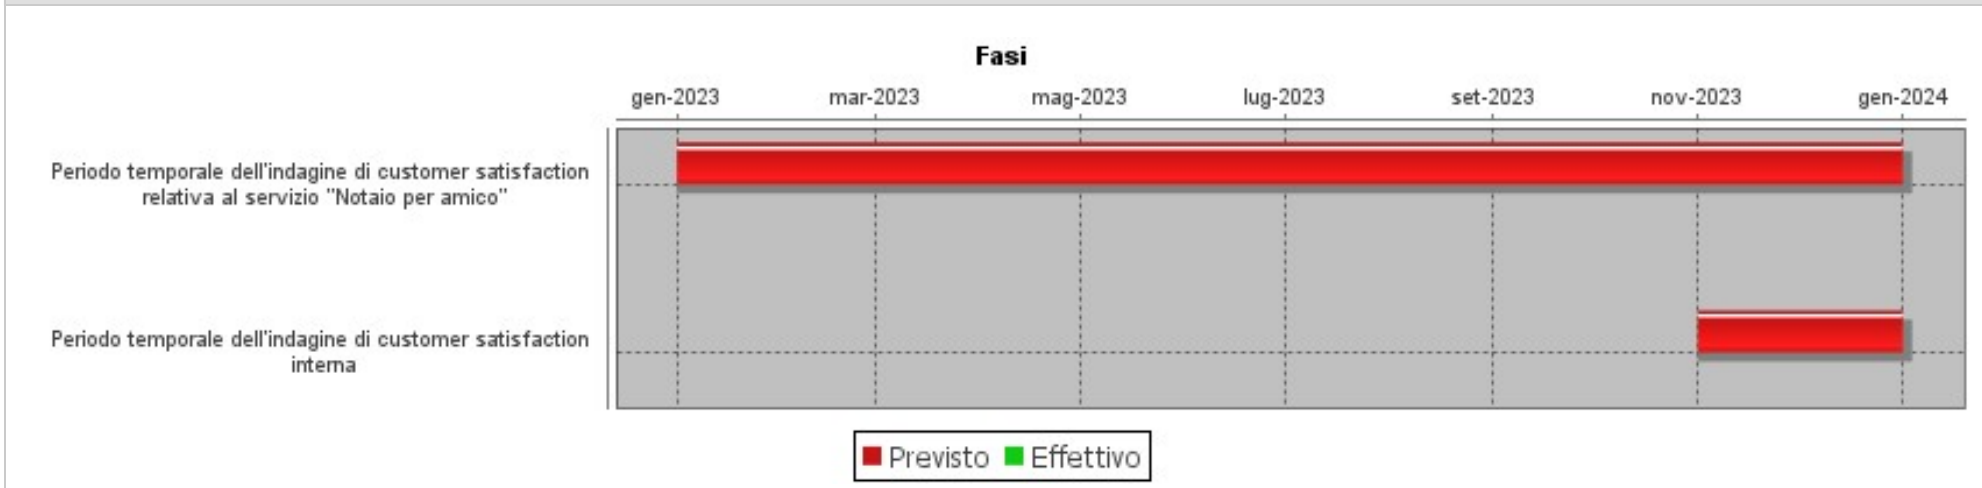 Fasi
gen-2023 mar-2023 mag-2023 lug-2023 set-2023 nov-2023 gen-2024
Periodo temporale dell'indagine di customer satisfaction
relativa al servizio "Notaio per amico"
Periodo temporale dell'indagine di customer satisfaction
interna
Previsto Effettivo